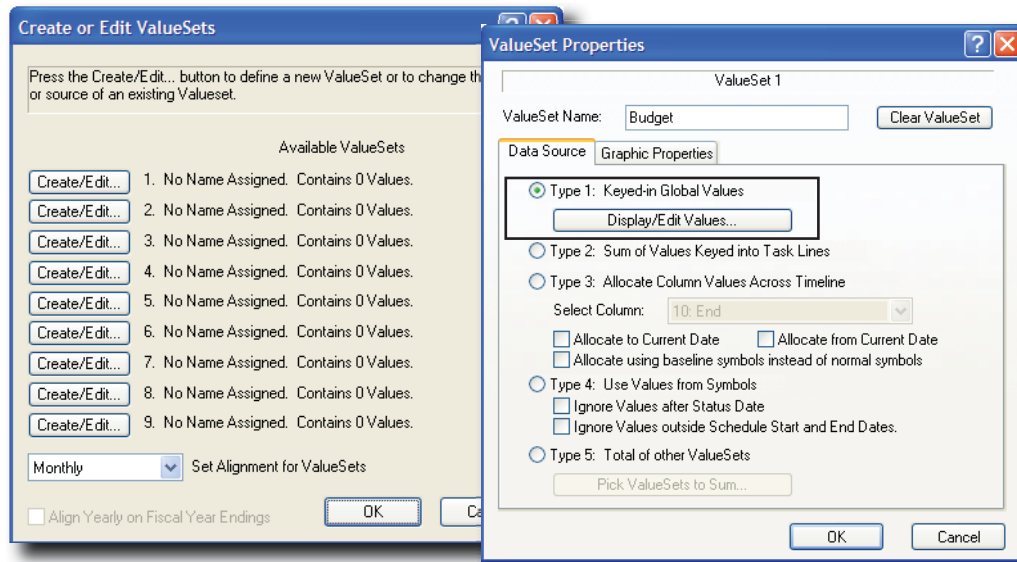 Create or Edit ValueSets
Press the Create/Edit... button to define a new ValueSet or to change th
or source of an existing Valueset.
Available ValueSets
Create/Edit... 1. No Name Assigned. Contains 0 Values.
Create/Edit... 2. No Name Assigned. Contains 0 Values.
Create/Edit... 3. No Name Assigned. Contains 0 Values.
Create/Edit... 4. No Name Assigned. Contains 0 Values.
Create/Edit... 5. No Name Assigned. Contains 0 Values.
Create/Edit... 6. No Name Assigned. Contains 0 Values.
Create/Edit... 7. No Name Assigned. Contains 0 Values.
Create/Edit... 8. No Name Assigned. Contains 0 Values.
Create/Edit... 9. No Name Assigned. Contains 0 Values.
Monthly Set Alignment for ValueSets
Align Yearly on Fiscal Year Endings OK Ca
ValueSet Properties
ValueSet 1
ValueSet Name: Budget Clear ValueSet
Data Source Graphic Properties
Type 1: Keyed-in Global Values
Display/Edit Values...
Type 2: Sum of Values Keyed into Task Lines
Type 3: Allocate Column Values Across Timeline
Select Column: 10: End
Allocate to Current Date Allocate from Current Date
Allocate using baseline symbols instead of normal symbols
Type 4: Use Values from Symbols
Ignore Values after Status Date
Ignore Values outside Schedule Start and End Dates.
Type 5: Total of other ValueSets
Pick ValueSets to Sum...
OK Cancel